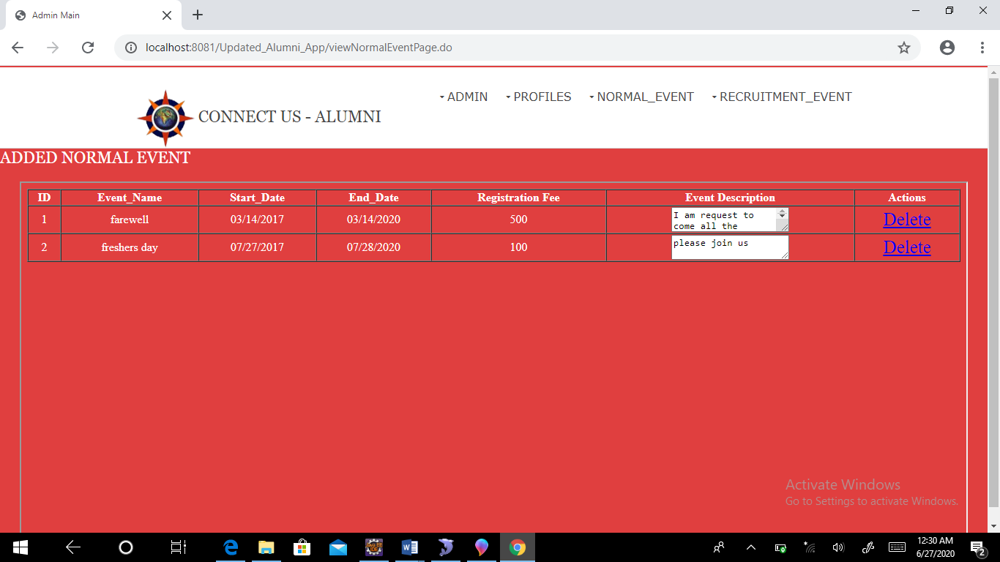 Admin Main
localhost:8081/Updated_Alumni_App/viewNormalEventPage.do
ADMIN PROFILES NORMAL_EVENT RECRUITMENT_EVENT
CONNECT US - ALUMNI
ADDED NORMAL EVENT
ID Event_Name Start_Date End_Date Registration Fee Event Description Actions
1 farewell 03/14/2017 03/14/2020 500 I am request to
come all the Delete
2 freshers day 07/27/2017 07/28/2020 100 please join us Delete
Activate Windows
Go to Settings to activate Windows.
12:30 AM
6/27/2020
2